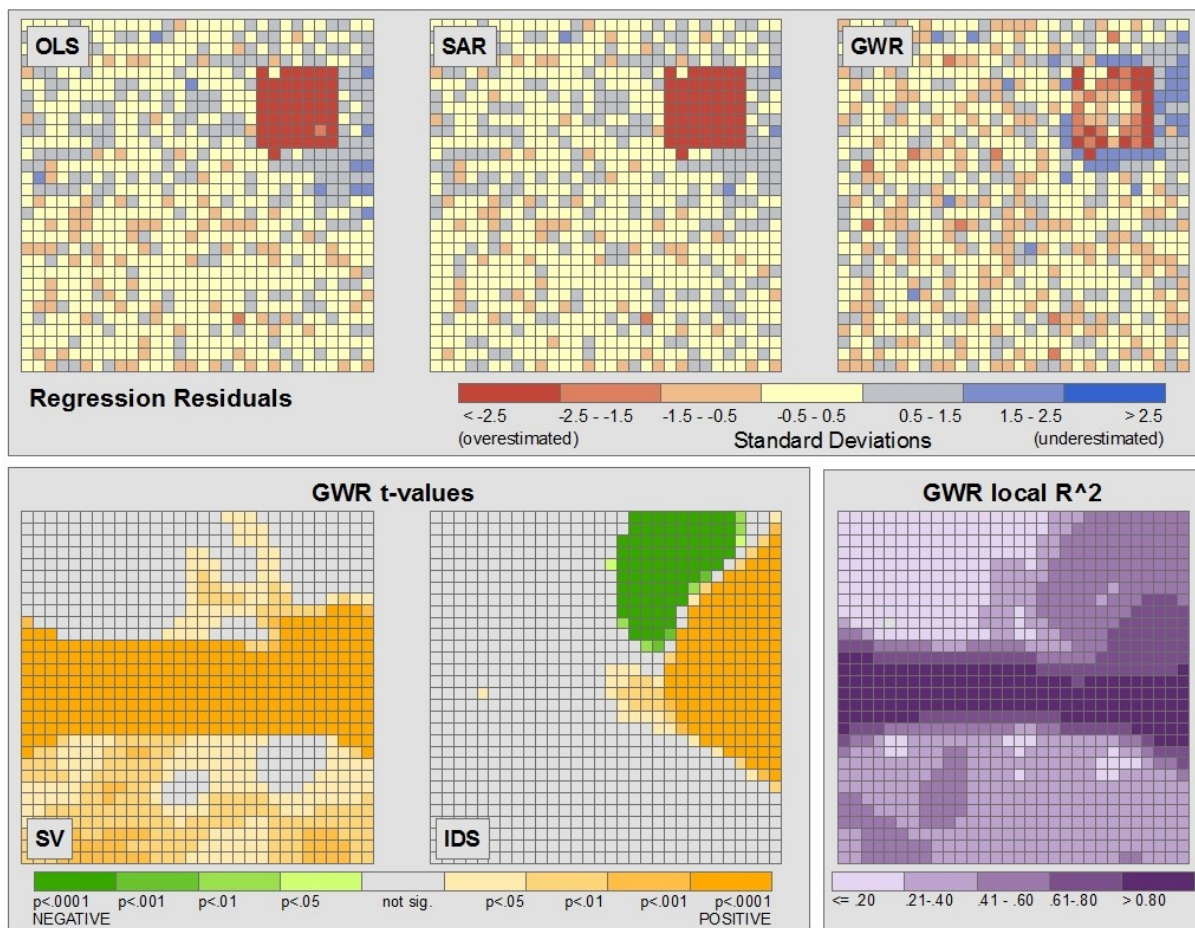 OLS
SAR
GWR
Regression Residuals
< -2.5 -2.5 - -1.5 -1.5 - -0.5 -0.5 - 0.5 0.5 - 1.5 1.5 - 2.5 > 2.5
(overestimated) Standard Deviations (underestimated)
GWR t-values
SV
IDS
p<.0001 p<.001 p<.01 p<.05 not sig. p<.05 p<.01 p<.001 p<.0001
NEGATIVE POSITIVE
GWR local R^2
<= .20 .21-.40 .41 - .60 .61-.80 > 0.80